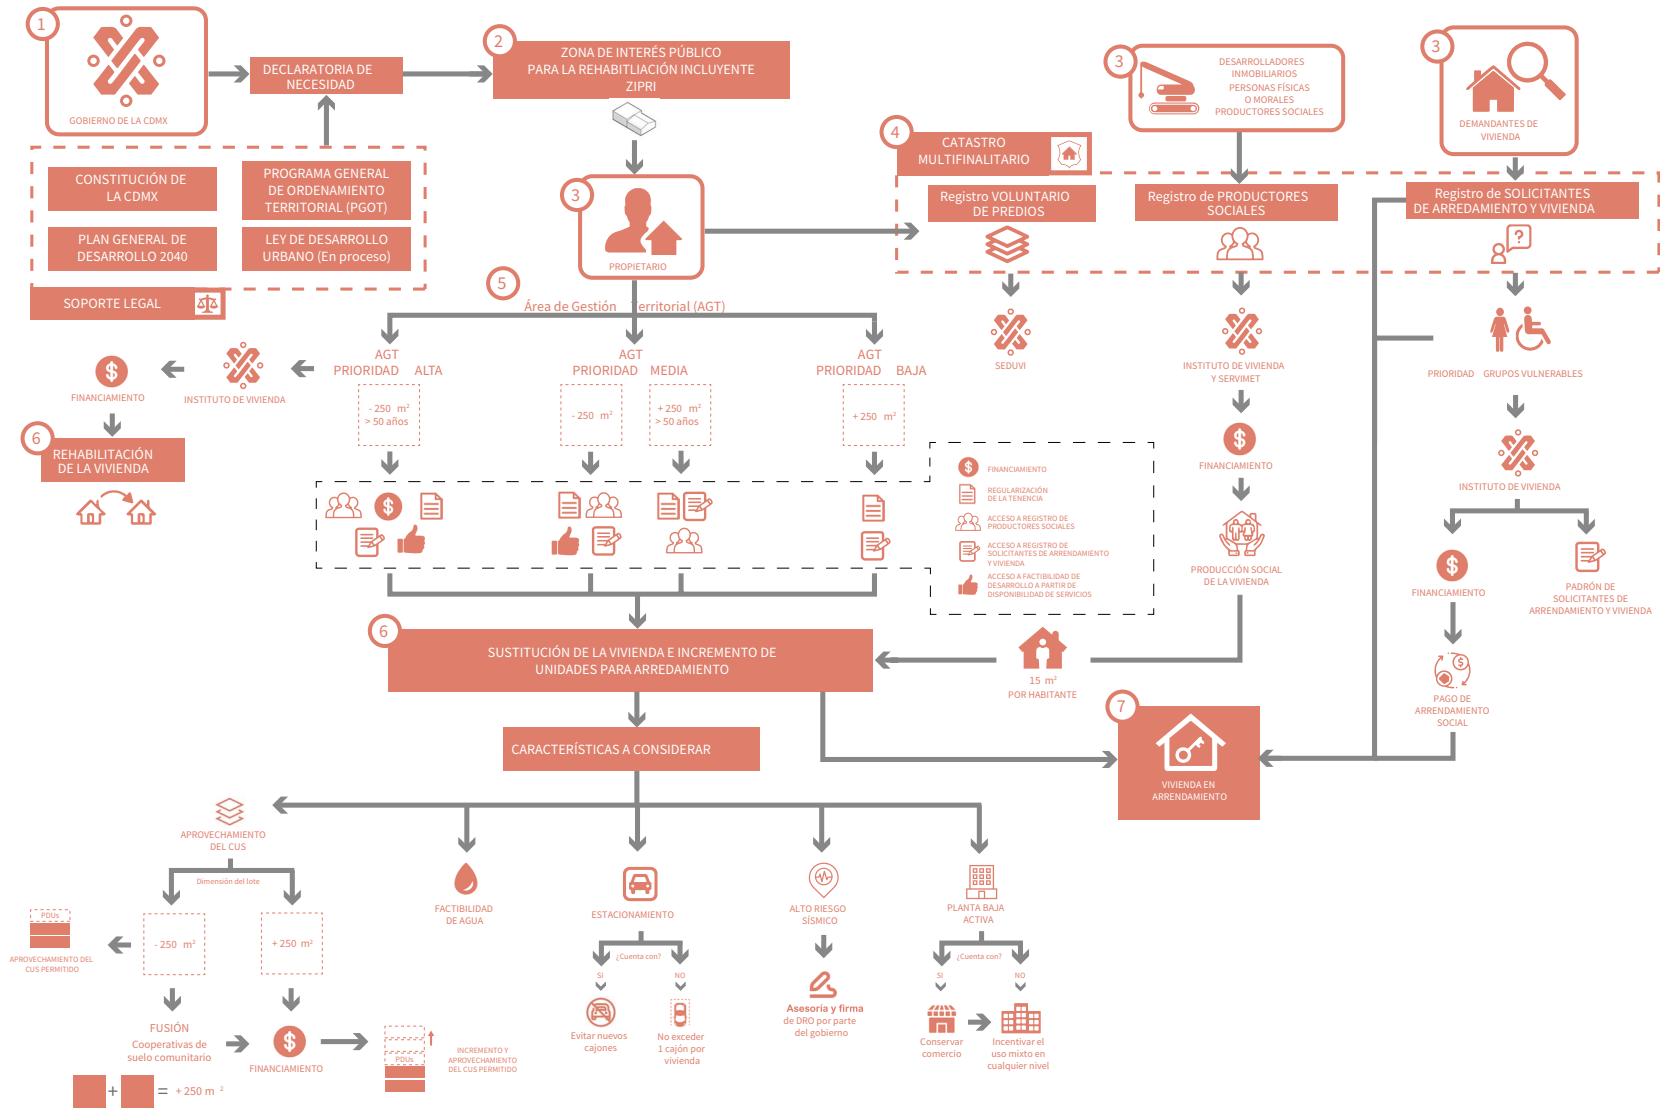 1
GOBIERNO DE LA CDMX
DECLARATORIA DE
NECESIDAD
2
ZONA DE INTERÉS PÚBLICO
PARA LA REHABITLIACIÓN INCLUYENTE
ZIPRI
3
DESARROLLADORES
INMOBILIARIOS
PERSONAS FÍSICAS
O MORALES
PRODUCTORES SOCIALES
3
DEMANDANTES DE
VIVIENDA
CONSTITUCIÓN DE
LA CDMX
PROGRAMA GENERAL
DE ORDENAMIENTO
TERRITORIAL (PGOT)
PLAN GENERAL DE
DESARROLLO 2040
LEY DE DESARROLLO
URBANO (En proceso)
SOPORTE LEGAL
3
PROPIETARIO
4
CATASTRO
MULTIFINALITARIO
Registro VOLUNTARIO
DE PREDIOS
Registro de PRODUCTORES
SOCIALES
Registro de SOLICITANTES
DE ARREDAMIENTO Y VIVIENDA
?
5
Área de Gestión Territorial (AGT)
AGT
PRIORIDAD ALTA
AGT
PRIORIDAD MEDIA
AGT
PRIORIDAD BAJA
- 250 m²
> 50 años
- 250 m²
+ 250 m²
> 50 años
+ 250 m²
INSTITUTO DE VIVIENDA
$
FINANCIAMIENTO
6
REHABILITACIÓN
DE LA VIVIENDA
$
SEDUVI
INSTITUTO DE VIVIENDA
Y SERVIMET
$
FINANCIAMIENTO
PRODUCCIÓN SOCIAL
DE LA VIVIENDA
PRIORIDAD GRUPOS VULNERABLES
INSTITUTO DE VIVIENDA
$
FINANCIAMIENTO
PADRÓN DE
SOLICITANTES DE
ARRENDAMIENTO Y VIVIENDA
$
PAGO DE
ARRENDAMIENTO
SOCIAL
$
FINANCIAMIENTO
REGULARIZACIÓN
DE LA TENENCIA
ACCESO A REGISTRO DE
PRODUCTORES SOCIALES
ACCESO A REGISTRO DE
SOLICITANTES DE ARRENDAMIENTO
Y VIVIENDA
ACCESO A FACTIBILIDAD DE
DESARROLLO A PARTIR DE
DISPONIBILIDAD DE SERVICIOS
6
SUSTITUCIÓN DE LA VIVIENDA E INCREMENTO DE
UNIDADES PARA ARREDAMIENTO
15 m²
POR HABITANTE
7
VIVIENDA EN
ARRENDAMIENTO
CARACTERÍSTICAS A CONSIDERAR
APROVECHAMIENTO
DEL CUS
Dimensión del lote
- 250 m²
+ 250 m²
PDUs
APROVECHAMIENTO DEL
CUS PERMITIDO
FUSIÓN
Cooperativas de
suelo comunitario
+ = + 250 m ²
$
FINANCIAMIENTO
PDUs
INCREMENTO Y
APROVECHAMIENTO
DEL CUS PERMITIDO
FACTIBILIDAD
DE AGUA
ESTACIONAMIENTO
¿Cuenta con?
SI
NO
Evitar nuevos
cajones
No exceder
1 cajón por
vivienda
ALTO RIESGO
SÍSMICO
Asesoría y firma
de DRO por parte
del gobierno
PLANTA BAJA
ACTIVA
¿Cuenta con?
SI
NO
Conservar
comercio
Incentivar el
uso mixto en
cualquier nivel